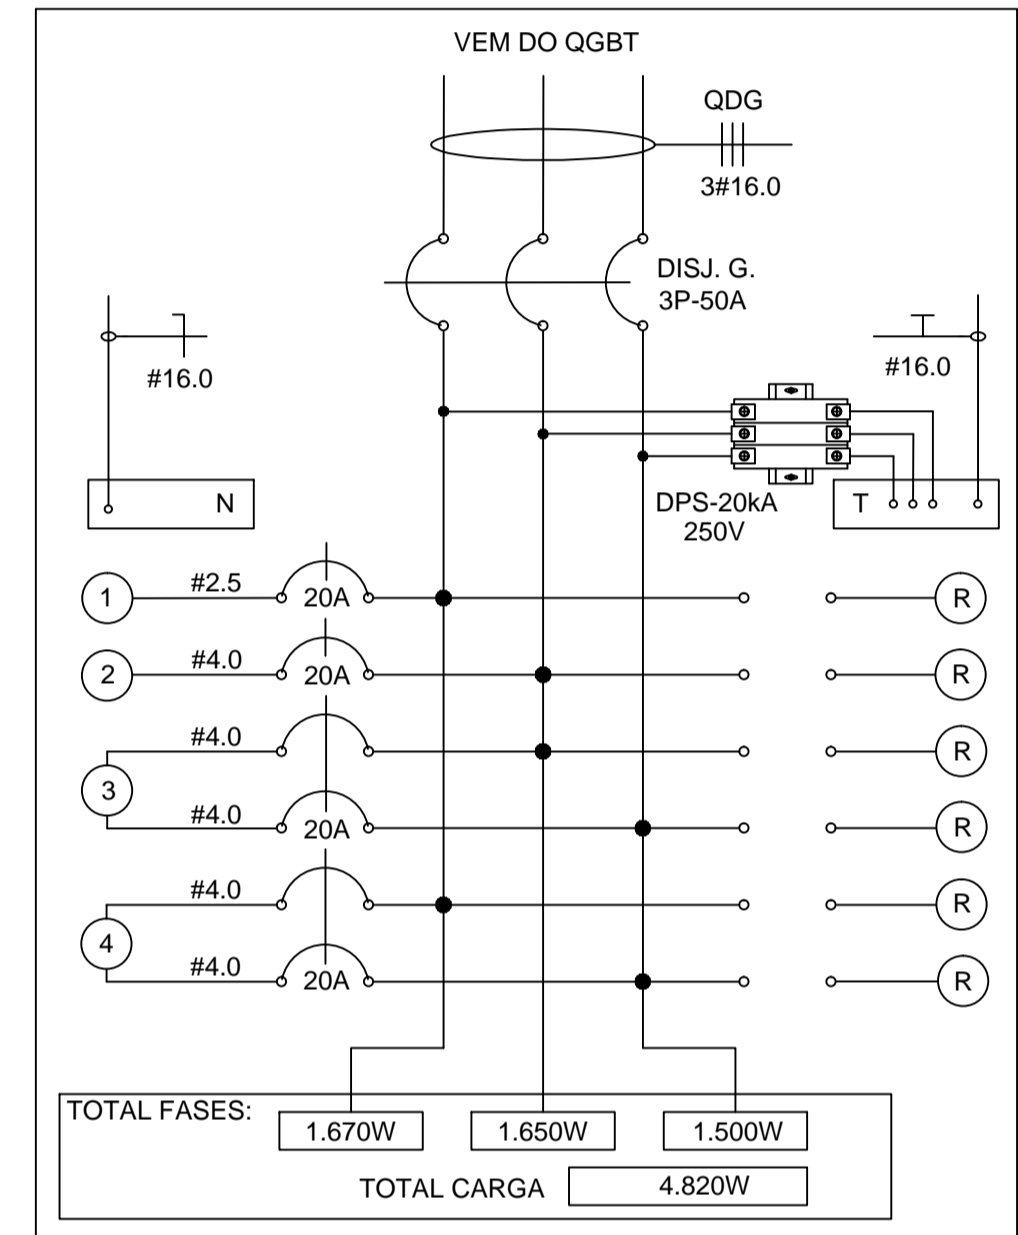 VEM DO QGBT
QDG
3#16.0
DISJ. G.
3P-50A
#16.0
#16.0
N
DPS-20kA
250V
T
1
#2.5
20A
R
2
#4.0
20A
R
#4.0
R
3
#4.0
20A
R
#4.0
R
4
#4.0
20A
R
TOTAL FASES:
1.670W
1.650W
1.500W
TOTAL CARGA
4.820W